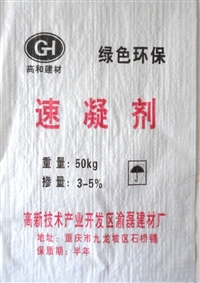 GH
高和建材
绿色环保
速凝剂
重量:50kg
掺量:3-5%
高新技术产业开发区渝磊建材厂
地址:重庆市九龙坡区石桥铺
保质期:半年